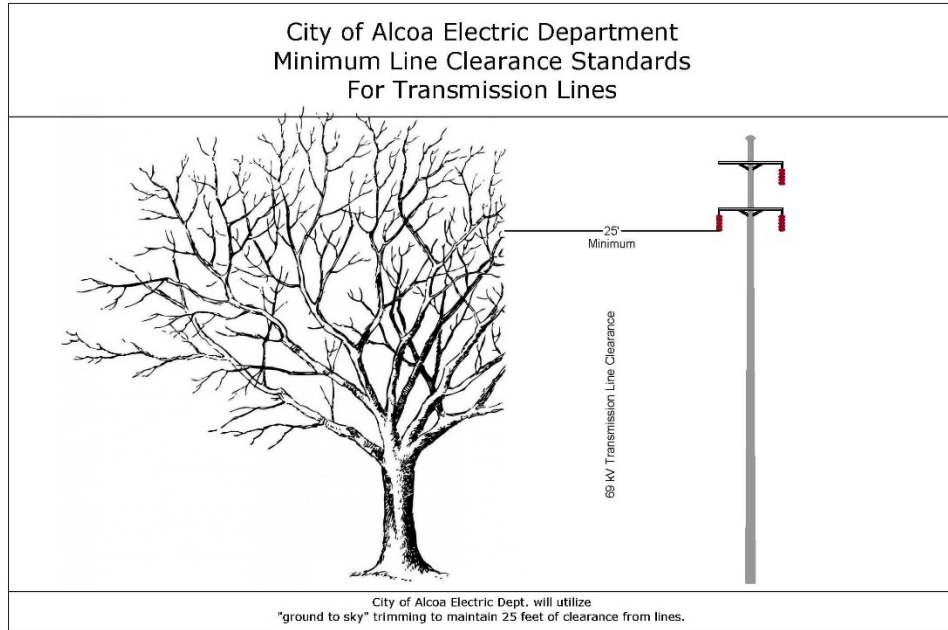 City of Alcoa Electric Department
Minimum Line Clearance Standards
For Transmission Lines
25'
Minimum
69 kV Transmission Line Clearance
City of Alcoa Electric Dept. will utilize
"ground to sky" trimming to maintain 25 feet of clearance from lines.